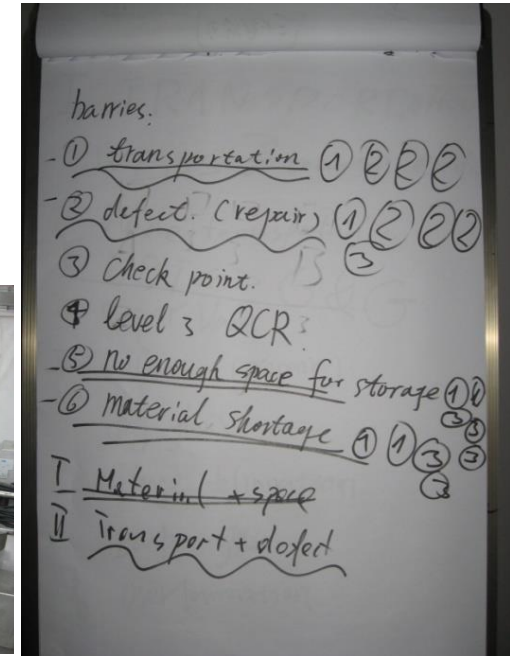 barries:
- ① transportation ① ② ② ②
- ② defect. (repair) ① ② ② ②
③
③ check point.
④ level 3 QCR
- ⑤ no enough space for storage ① ①
③ ③
- ⑥ material shortage ① ① ③ ③
③
I Material + space
II Transport + defect